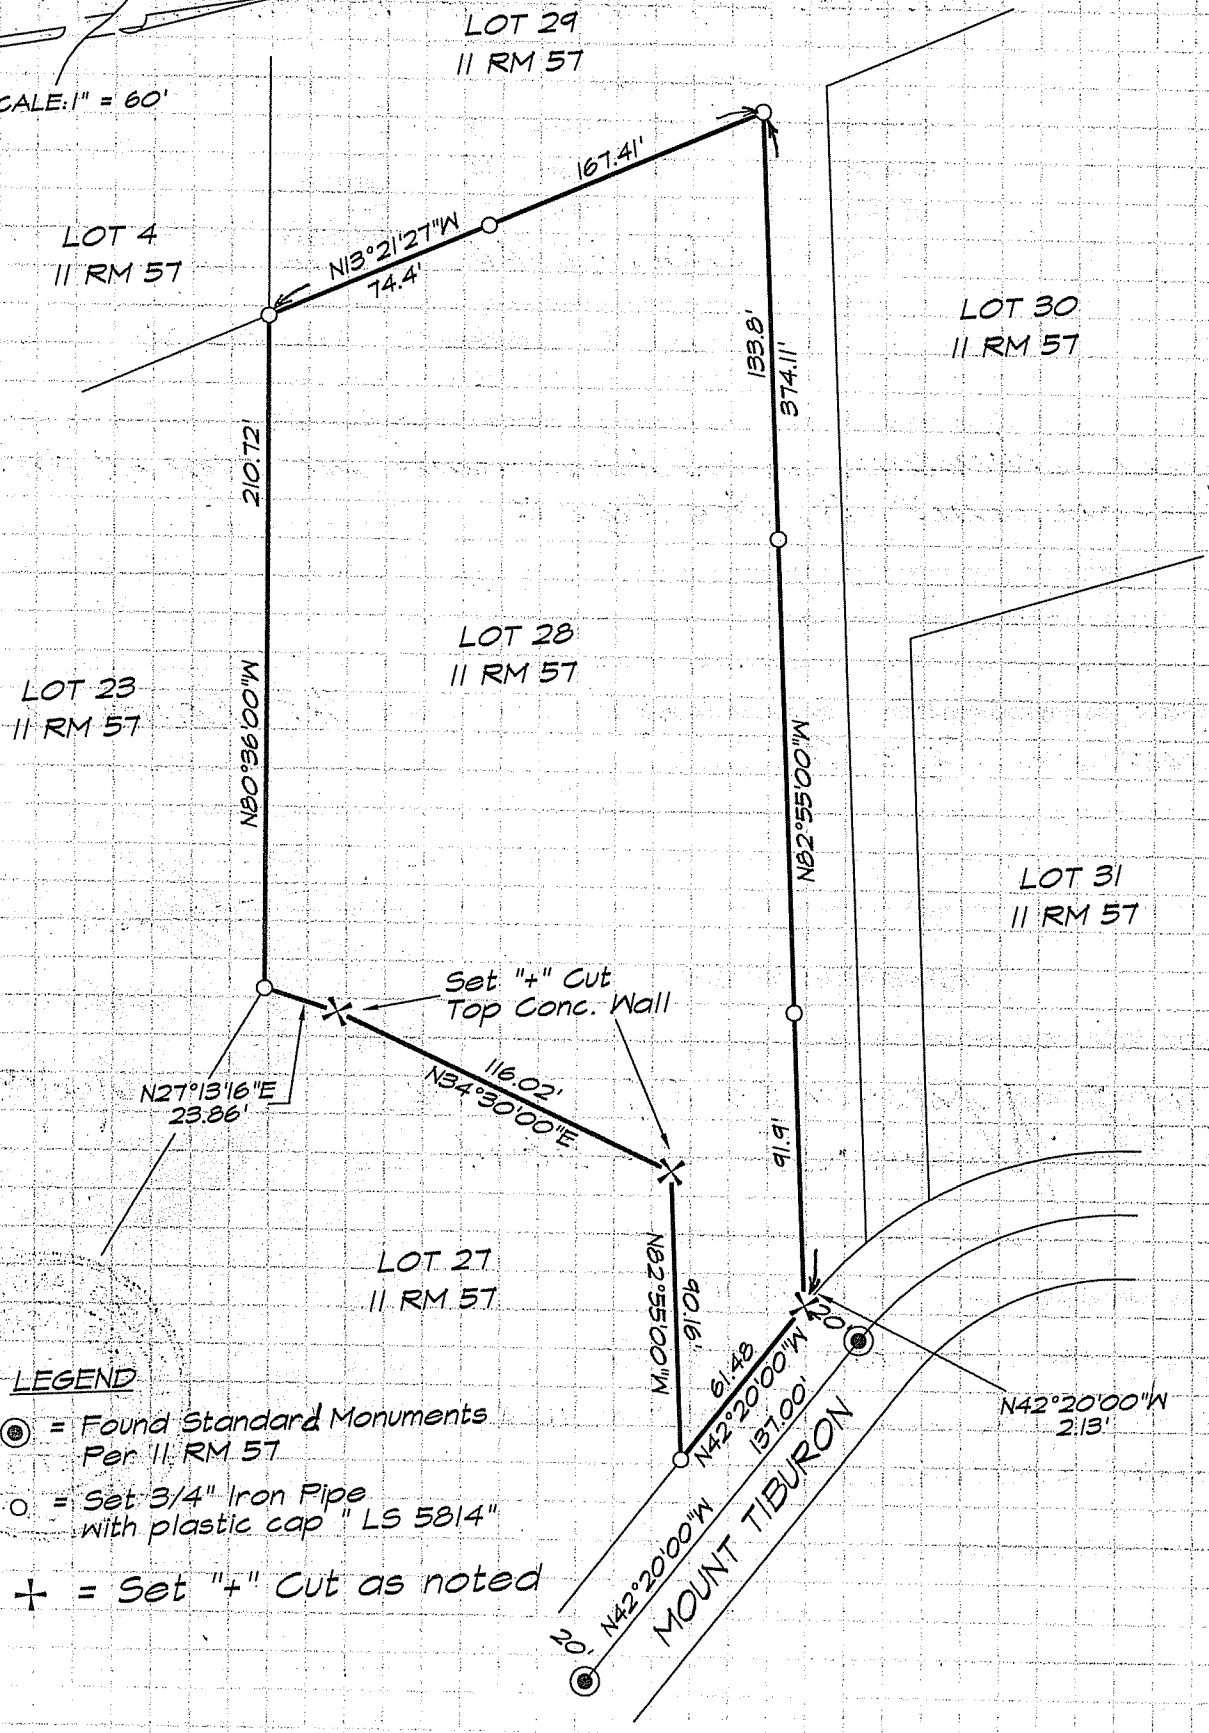 LOT 29
11 RM 57
CALE: 1" = 60'
167.41'
LOT 4
11 RM 57
N13°21'27"W
74.4'
LOT 30
11 RM 57
133.8'
374.11'
210.72'
LOT 28
11 RM 57
LOT 23
11 RM 57
N80°36'00"W
N82°55'00"W
LOT 31
11 RM 57
Set "+" Cut
Top Conc. Wall
N27°13'16"E
23.86'
116.02'
N34°30'00"E
91.9'
LOT 27
11 RM 57
N82°55'00"W
90.16'
20'
61.48
N42°20'00"W
137.00'
N42°20'00"W
2.13'
LEGEND
= Found Standard Monuments
Per 11 RM 57
= Set 3/4" Iron Pipe
with plastic cap "LS 5814"
= Set "+" Cut as noted
N42°20'00"W
MOUNT TIBURON
20'